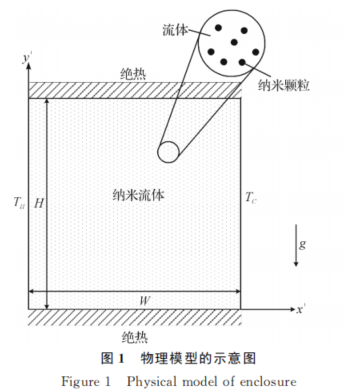 流体
y'
绝热
纳米颗粒
纳米流体
T_H
H
T_C
g
W
x'
绝热
图 1 物理模型的示意图
Figure 1 Physical model of enclosure